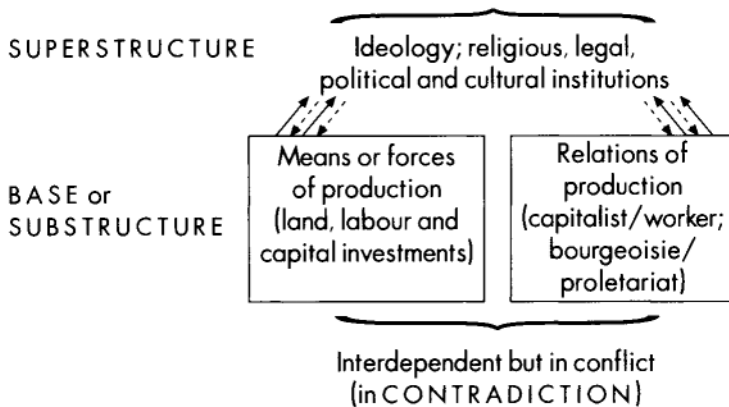 SUPERSTRUCTURE
Ideology; religious, legal,
political and cultural institutions
BASE or
SUBSTRUCTURE
Means or forces
of production
(land, labour and
capital investments)
Relations of
production
(capitalist/worker;
bourgeoisie/
proletariat)
Interdependent but in conflict
(in CONTRADICTION)